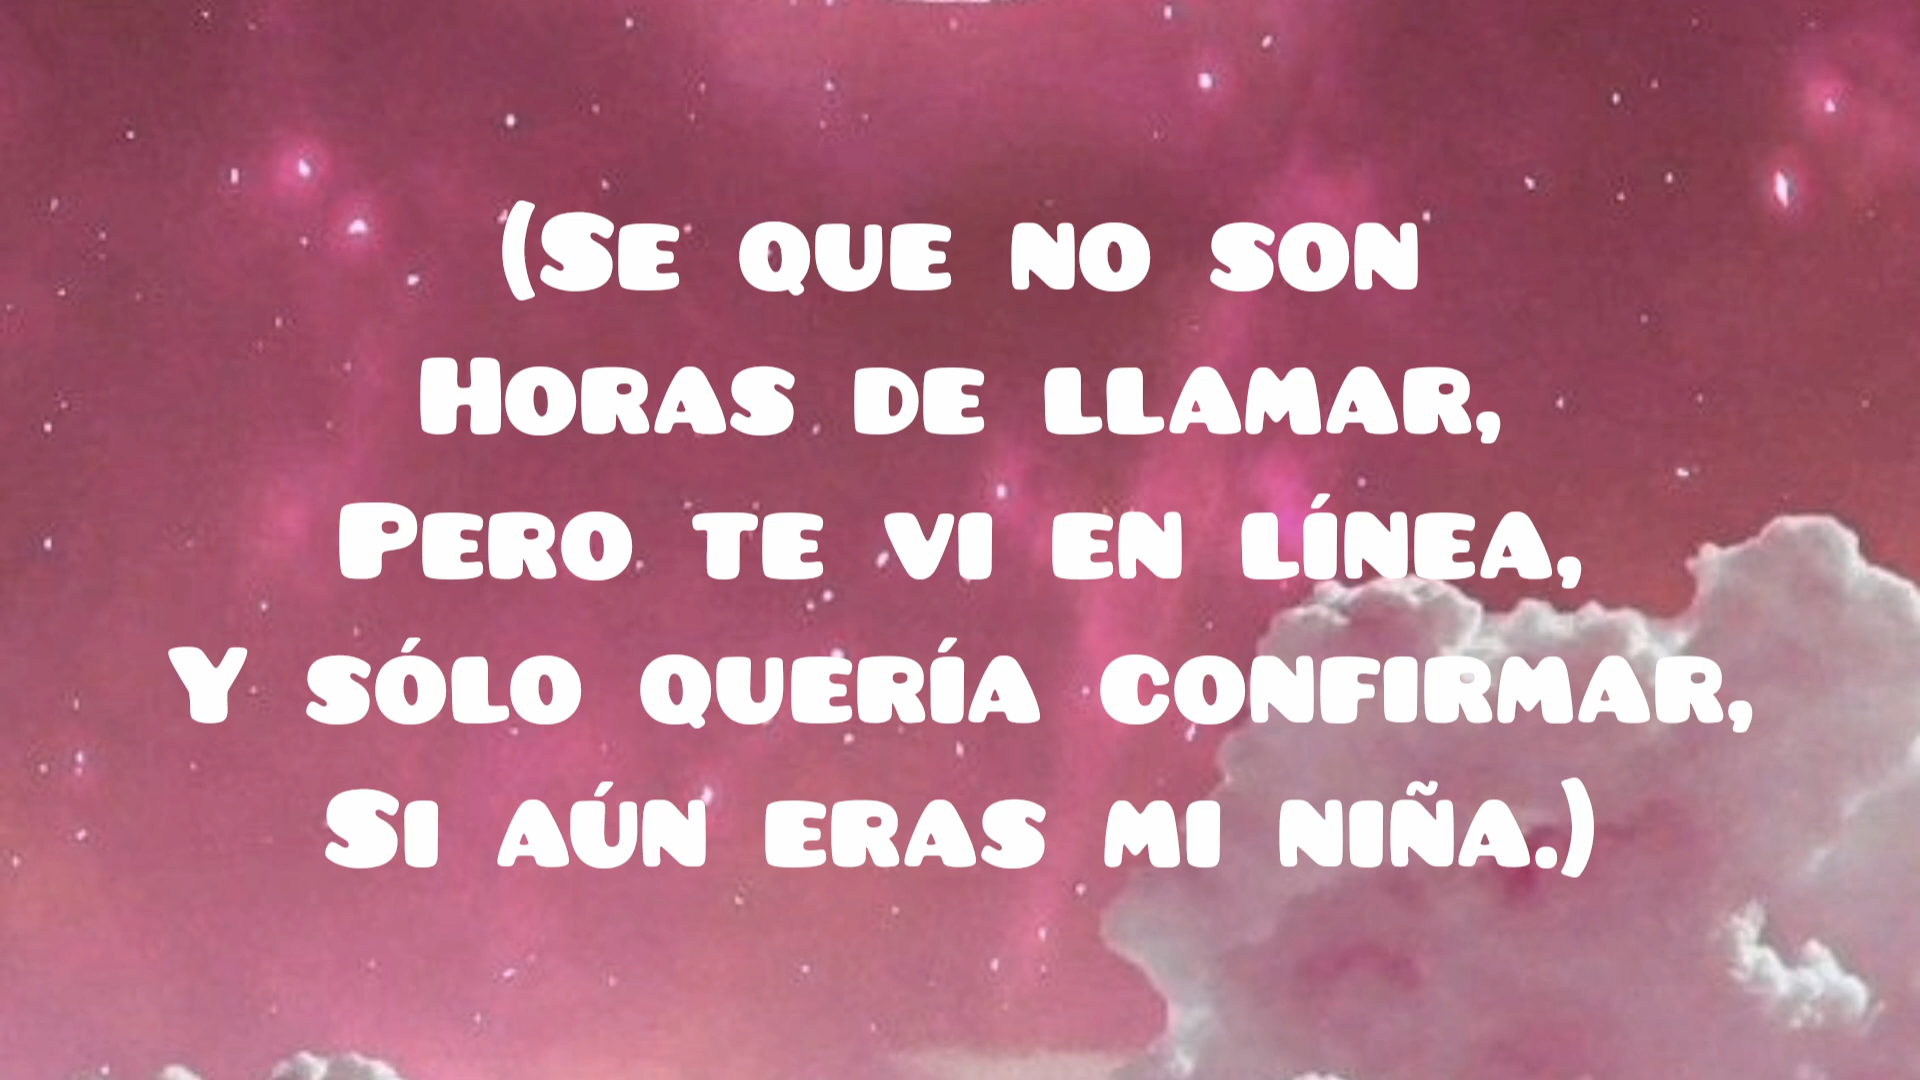 (Se que no son
Horas de llamar,
Pero te vi en línea,
Y sólo quería confirmar,
Si aún eras mi niña.)